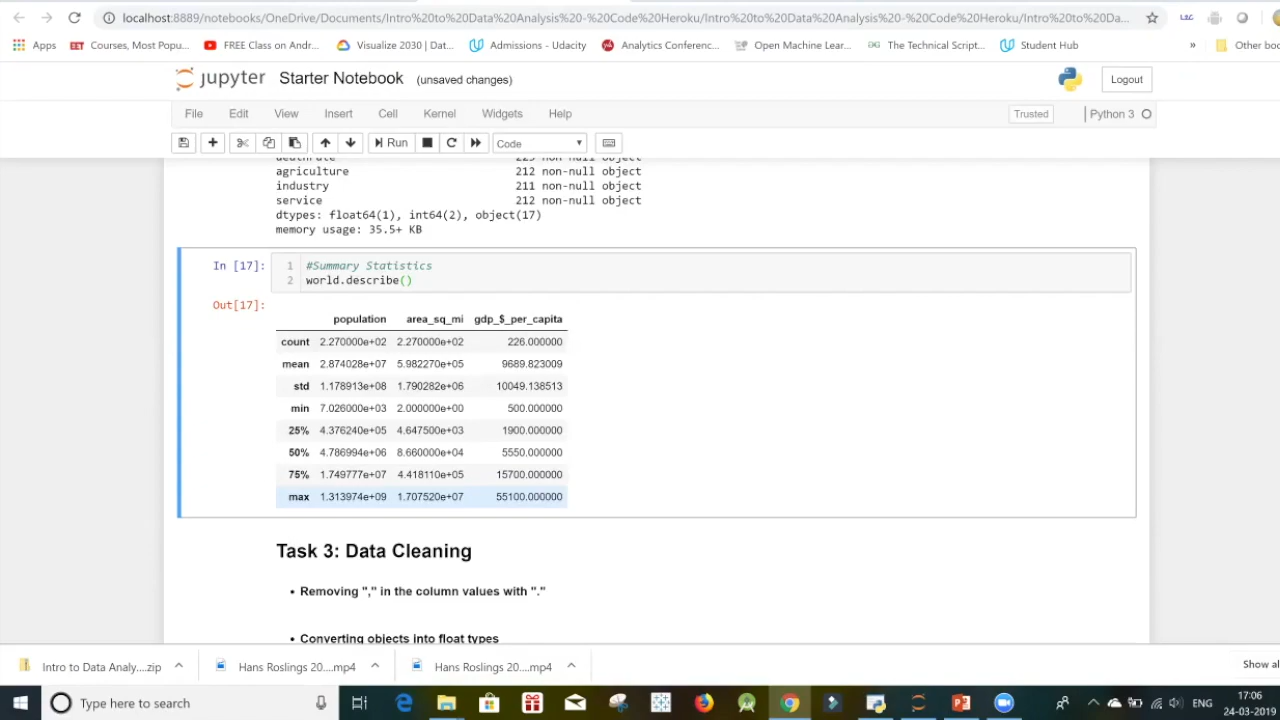 localhost:8889/notebooks/OneDrive/Documents/Intro%20to%20Data%20Analysis%20-%20Code%20Heroku/Intro%20to%20Data%20Analysis%20-%20Code%20Heroku/Intro%20to%20Da...
Apps Courses, Most Popu... FREE Class on Andr... Visualize 2030 | Dat... Admissions - Udacity Analytics Conferenc... Open Machine Lear... The Technical Script... Student Hub » Other boo
jupyter Starter Notebook (unsaved changes) Logout
File Edit View Insert Cell Kernel Widgets Help Trusted Python 3
Run Code
deathrate 223 non-null object
agriculture 212 non-null object
industry 211 non-null object
service 212 non-null object
dtypes: float64(1), int64(2), object(17)
memory usage: 35.5+ KB
In [17]: 1 #Summary Statistics
2 world.describe()
Out[17]:
population area_sq_mi gdp_$_per_capita
count 2.270000e+02 2.270000e+02 226.000000
mean 2.874028e+07 5.982270e+05 9689.823009
std 1.178913e+08 1.790282e+06 10049.138513
min 7.026000e+03 2.000000e+00 500.000000
25% 4.376240e+05 4.647500e+03 1900.000000
50% 4.786994e+06 8.660000e+04 5550.000000
75% 1.749777e+07 4.418110e+05 15700.000000
max 1.313974e+09 1.707520e+07 55100.000000
Task 3: Data Cleaning
• Removing "," in the column values with "."
• Converting objects into float types
Intro to Data Analy....zip Hans Roslings 20....mp4 Hans Roslings 20....mp4 Show al
Type here to search ENG 17:06
24-03-2019